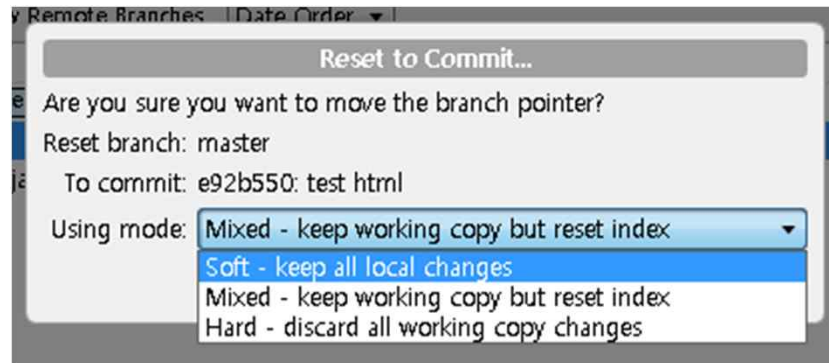 y Remote Branches Date Order
Reset to Commit...
Are you sure you want to move the branch pointer?
Reset branch: master
To commit: e92b550: test html
Using mode: Mixed - keep working copy but reset index
Soft - keep all local changes
Mixed - keep working copy but reset index
Hard - discard all working copy changes